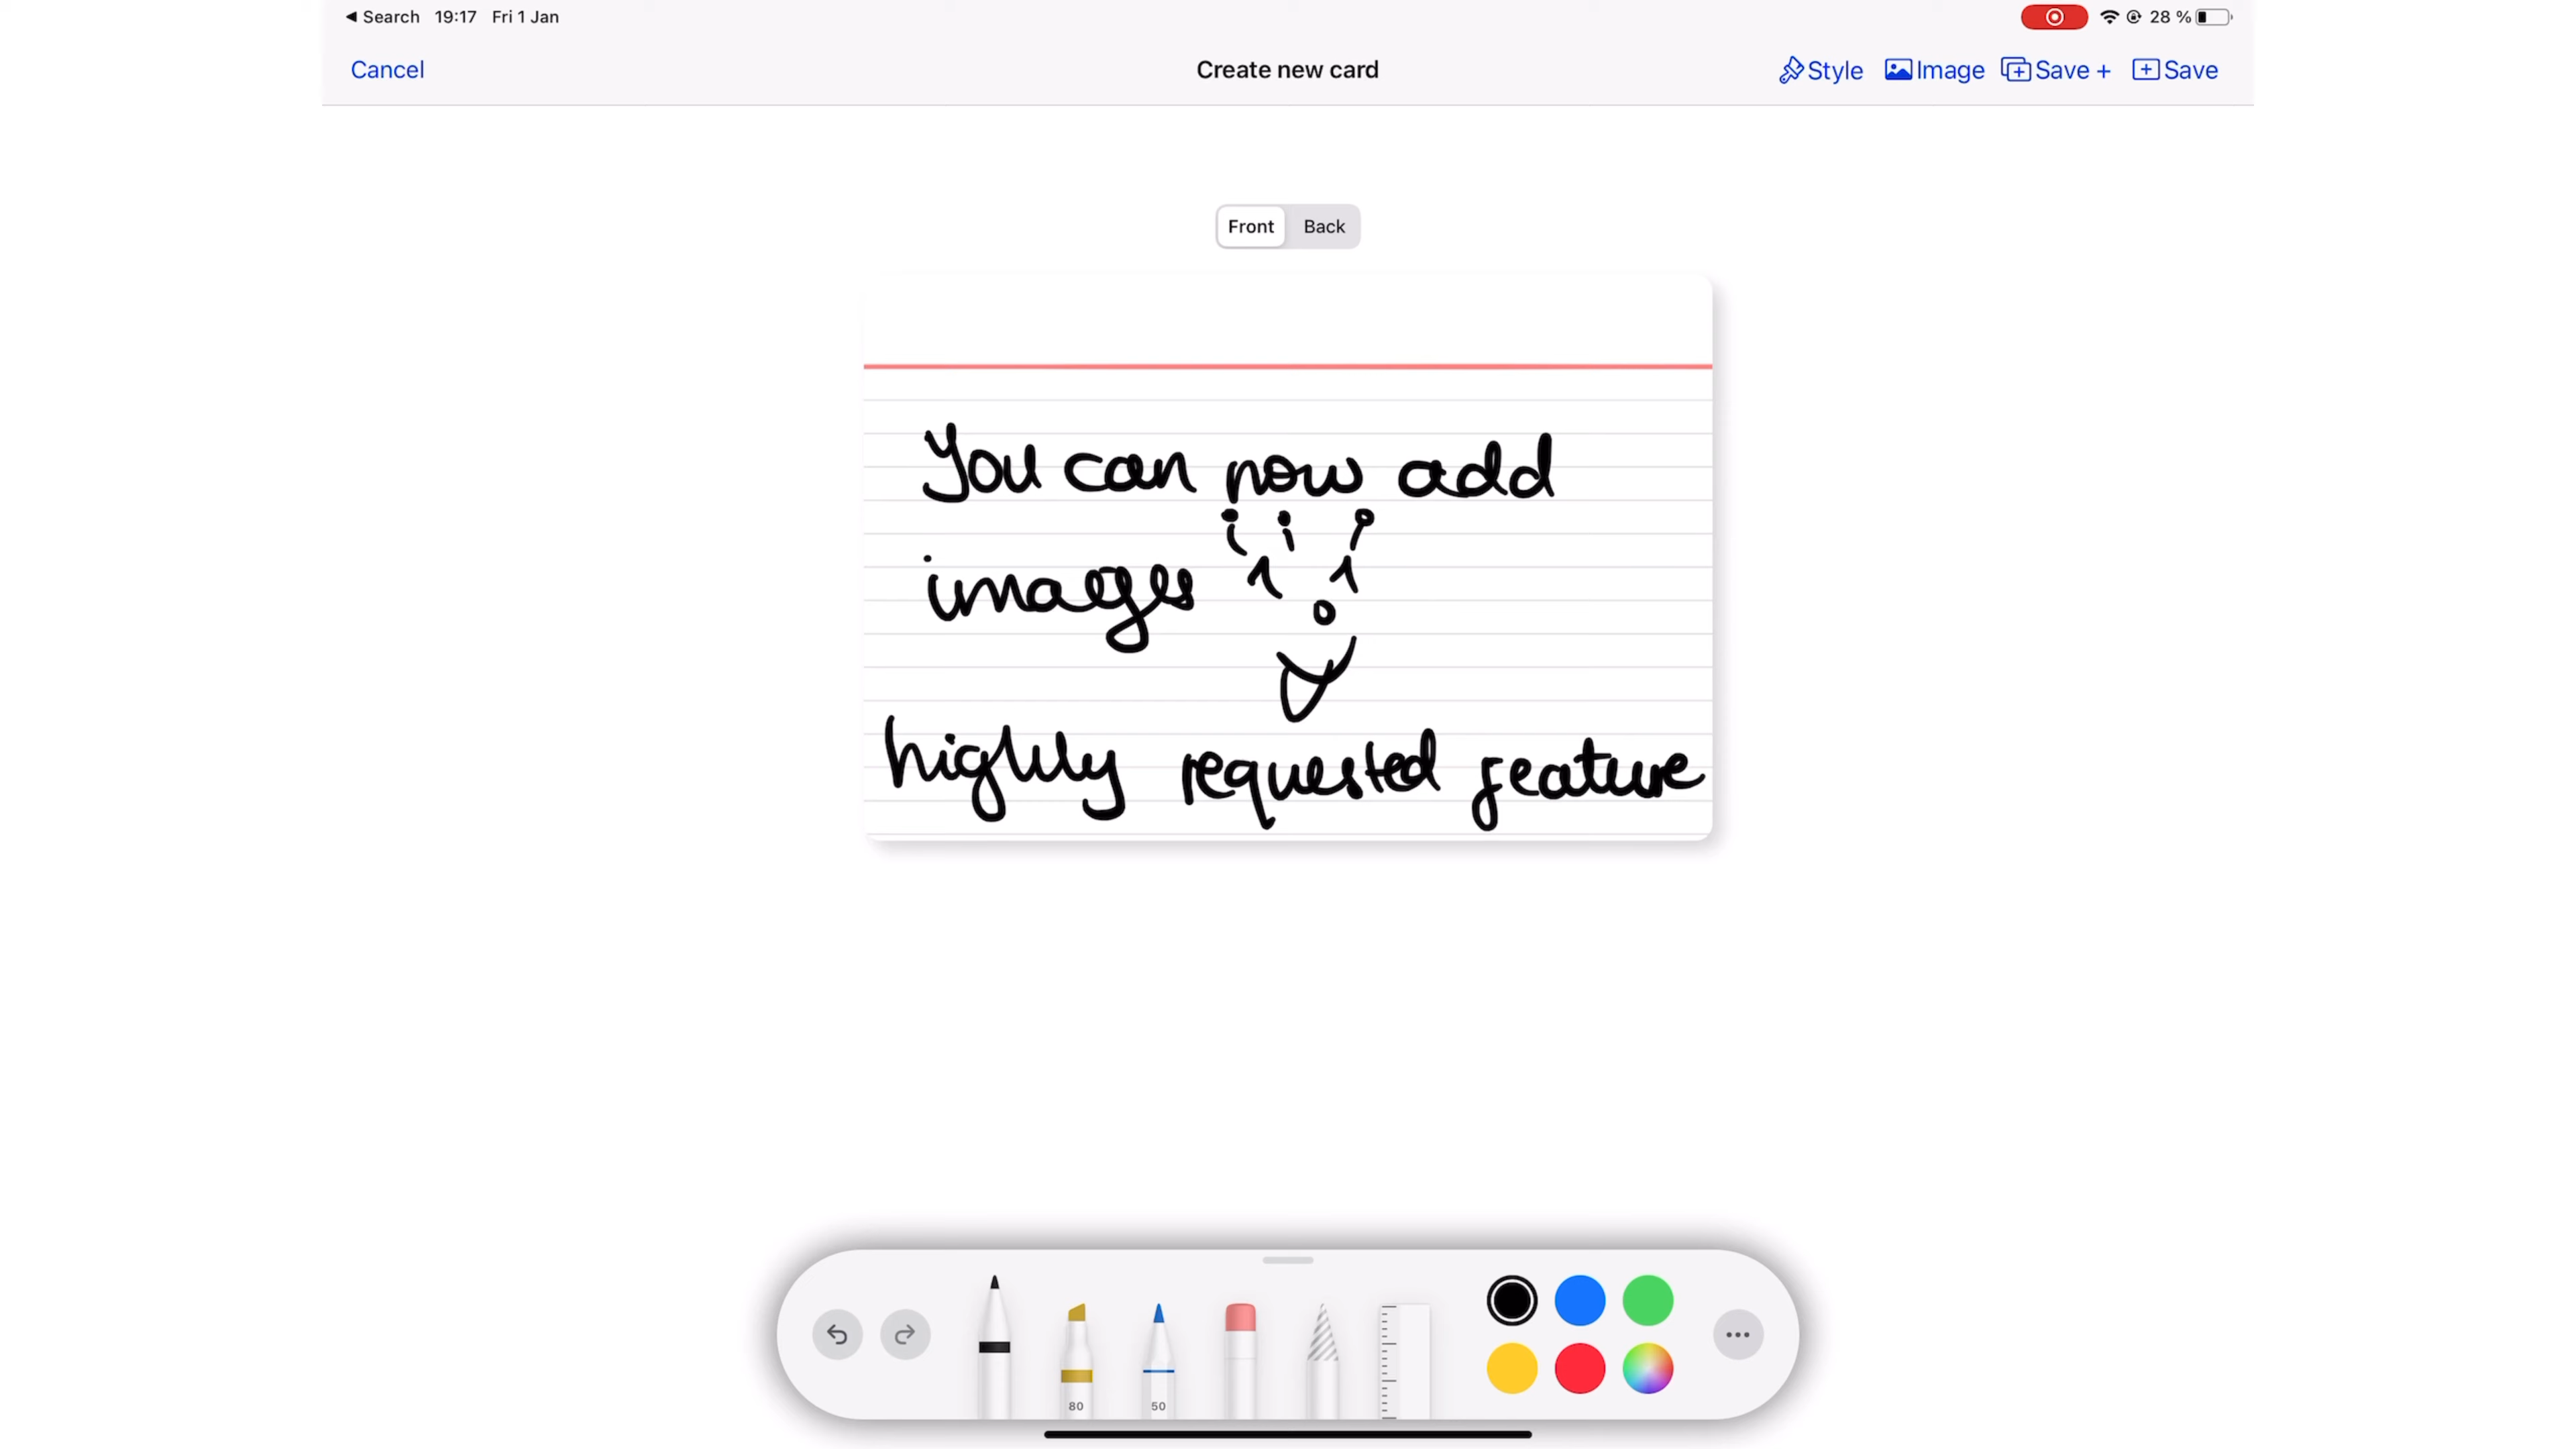 Search 19:17 Fri 1 Jan 28 %
Cancel Create new card Style Image Save + Save
Front Back
You can now add
images
highly requested feature
80 50